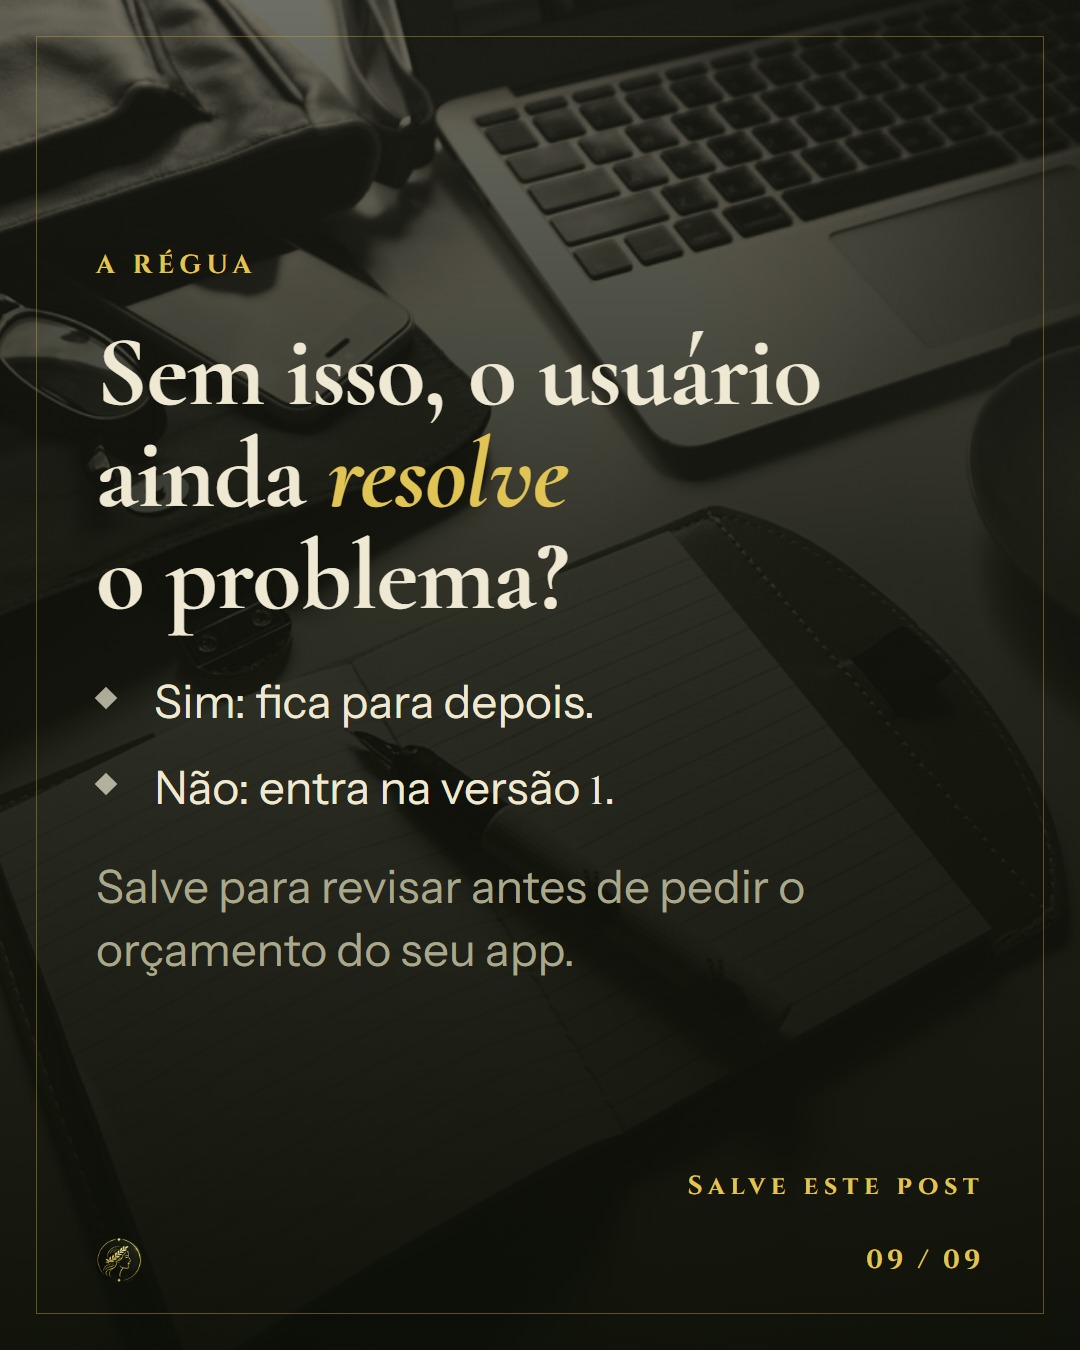 A RÉGUA
Sem isso, o usuário
ainda resolve
o problema?
Sim: fica para depois.
Não: entra na versão 1.
Salve para revisar antes de pedir o
orçamento do seu app.
SALVE ESTE POST
09 / 09